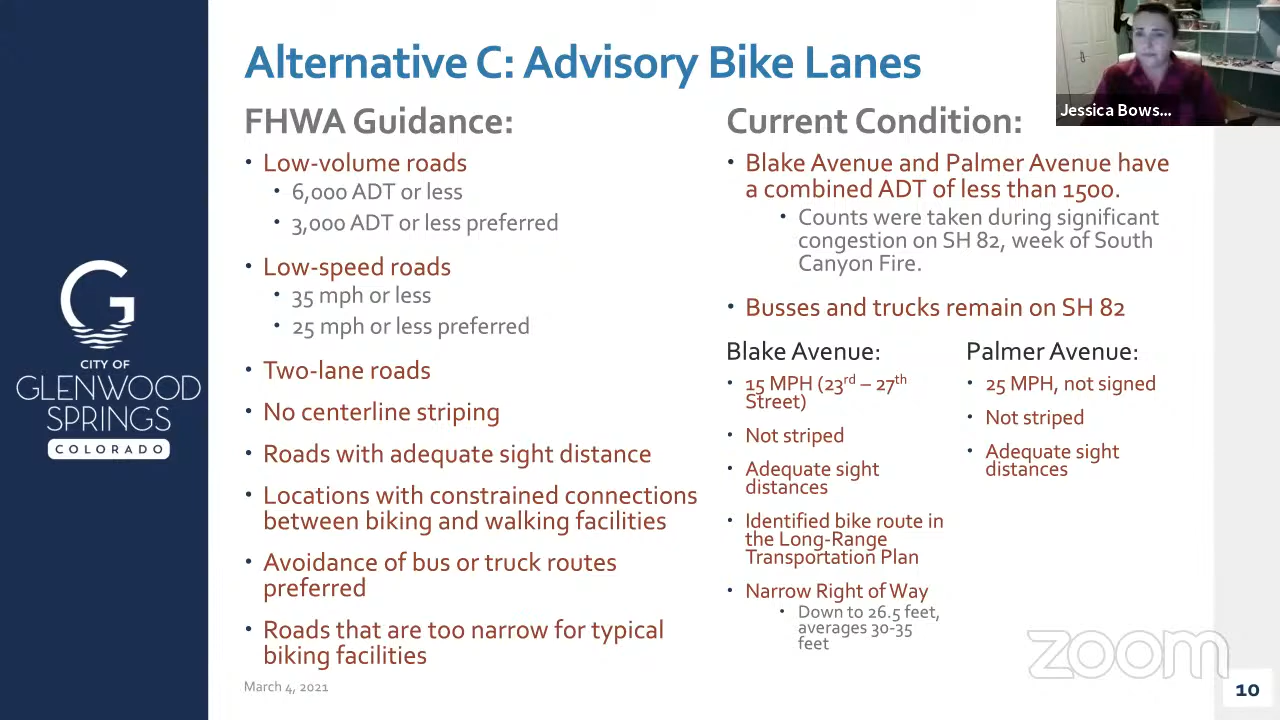 Alternative C: Advisory Bike Lanes
FHWA Guidance:
• Low-volume roads
• 6,000 ADT or less
• 3,000 ADT or less preferred
• Low-speed roads
• 35 mph or less
• 25 mph or less preferred
• Two-lane roads
• No centerline striping
• Roads with adequate sight distance
• Locations with constrained connections
between biking and walking facilities
• Avoidance of bus or truck routes
preferred
• Roads that are too narrow for typical
biking facilities
March 4, 2021
Current Condition:
• Blake Avenue and Palmer Avenue have
a combined ADT of less than 1500.
• Counts were taken during significant
congestion on SH 82, week of South
Canyon Fire.
• Busses and trucks remain on SH 82
Blake Avenue:
• 15 MPH (23rd – 27th
Street)
• Not striped
• Adequate sight
distances
• Identified bike route in
the Long-Range
Transportation Plan
• Narrow Right of Way
• Down to 26.5 feet,
averages 30-35
feet
Palmer Avenue:
• 25 MPH, not signed
• Not striped
• Adequate sight
distances
Jessica Bows...
G
CITY OF
GLENWOOD
SPRINGS
COLORADO
zoom
10